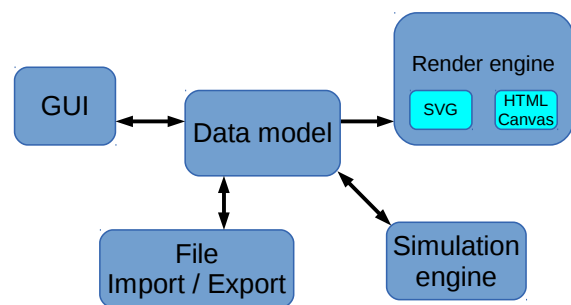 GUI
Data model
Render engine
SVG
HTML
Canvas
File
Import / Export
Simulation
engine